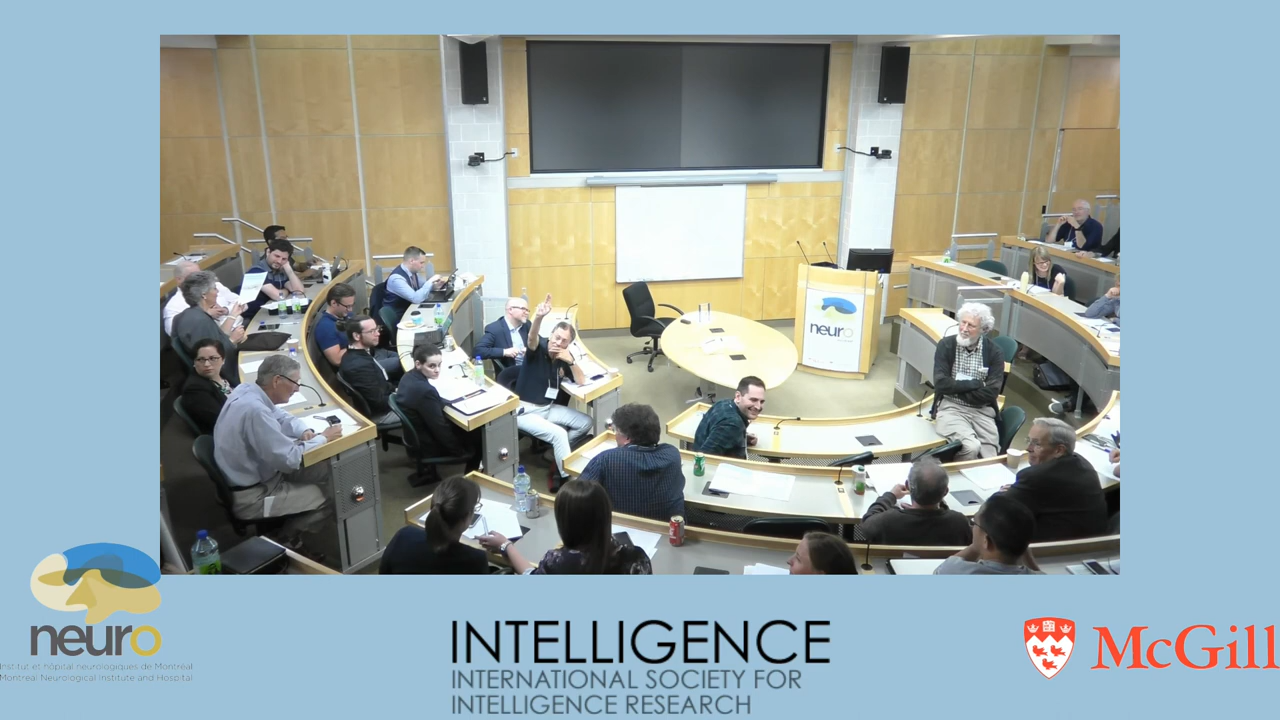 neuro
neuro
Institut et hôpital neurologiques de Montréal
Montreal Neurological Institute and Hospital
INTELLIGENCE
INTERNATIONAL SOCIETY FOR
INTELLIGENCE RESEARCH
McGill